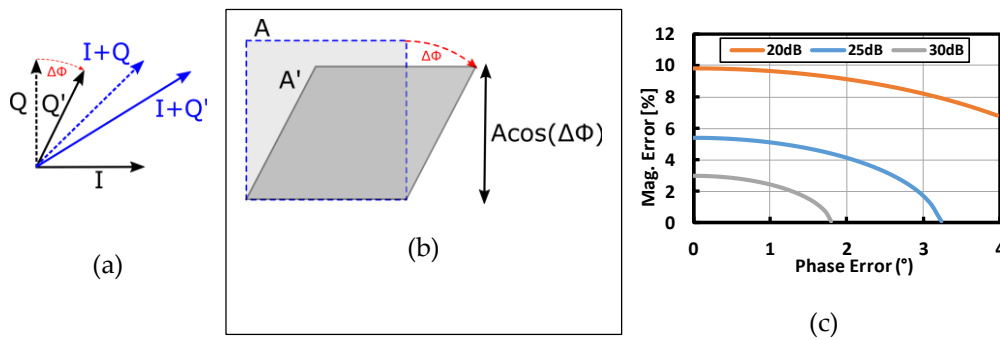 ΔΦ
I+Q
Q
Q'
I+Q'
I
(a)
A
ΔΦ
A'
Acos(ΔΦ)
(b)
20dB 25dB 30dB
Mag. Error [%]
12
10
8
6
4
2
0
0 1 2 3 4
Phase Error (°)
(c)